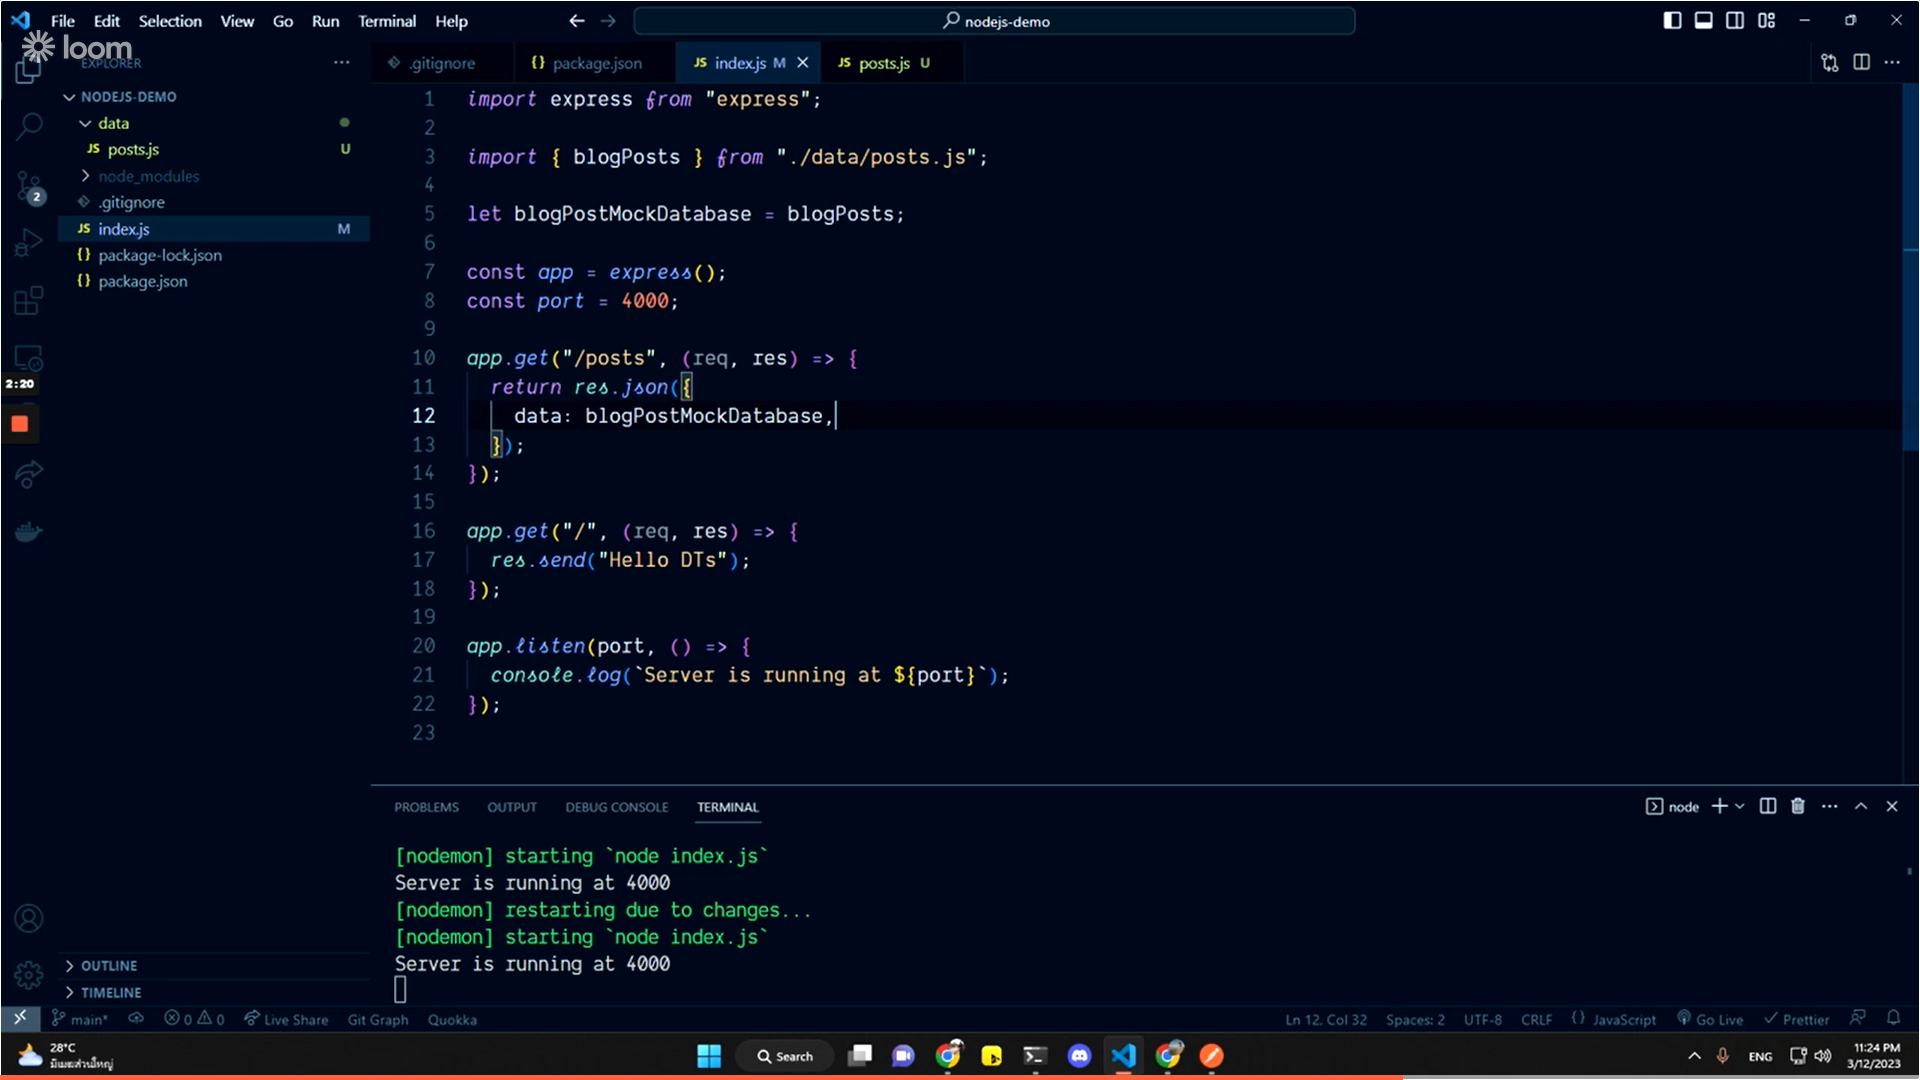 File Edit Selection View Go Run Terminal Help
nodejs-demo
loom
EXPLORER
.gitignore
{} package.json
JS index.js M
JS posts.js U
NODEJS-DEMO
data
JS posts.js U
node_modules
.gitignore
JS index.js M
{} package-lock.json
{} package.json
2
2:20
1 import express from "express";
2
3 import { blogPosts } from "./data/posts.js";
4
5 let blogPostMockDatabase = blogPosts;
6
7 const app = express();
8 const port = 4000;
9
10 app.get("/posts", (req, res) => {
11 return res.json({
12 data: blogPostMockDatabase,
13 });
14 });
15
16 app.get("/", (req, res) => {
17 res.send("Hello DTs");
18 });
19
20 app.listen(port, () => {
21 console.log(`Server is running at ${port}`);
22 });
23
PROBLEMS OUTPUT DEBUG CONSOLE TERMINAL
node
[nodemon] starting `node index.js`
Server is running at 4000
[nodemon] restarting due to changes...
[nodemon] starting `node index.js`
Server is running at 4000
OUTLINE
TIMELINE
main* 0 0 Live Share Git Graph Quokka
Ln 12, Col 32 Spaces: 2 UTF-8 CRLF {} JavaScript Go Live Prettier
28°C
มีเมฆส่วนใหญ่
Search
ENG
11:24 PM
3/12/2023